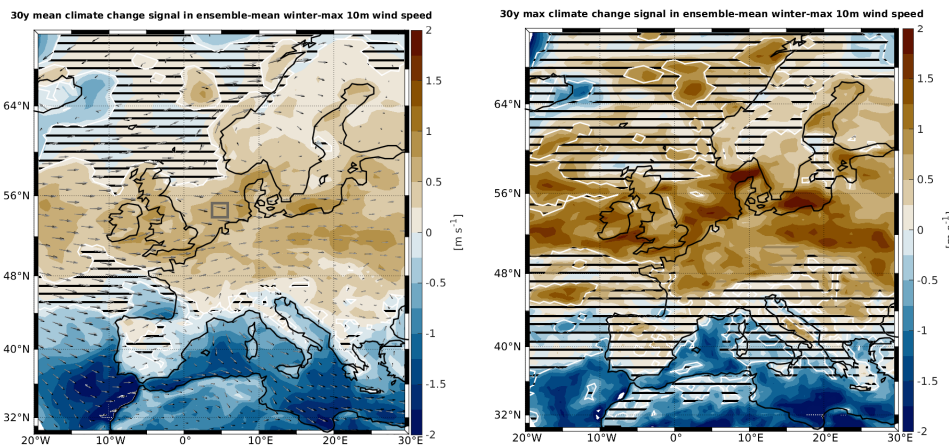 30y mean climate change signal in ensemble-mean winter-max 10m wind speed
64°N
56°N
48°N
40°N
32°N
20°W
10°W
0°
10°E
20°E
30°E
2
1.5
1
0.5
0
-0.5
-1
-1.5
-2
[m s⁻¹]
30y max climate change signal in ensemble-mean winter-max 10m wind speed
64°N
56°N
48°N
40°N
32°N
20°W
10°W
0°
10°E
20°E
30°E
2
1.5
1
0.5
0
-0.5
-1
-1.5
-2